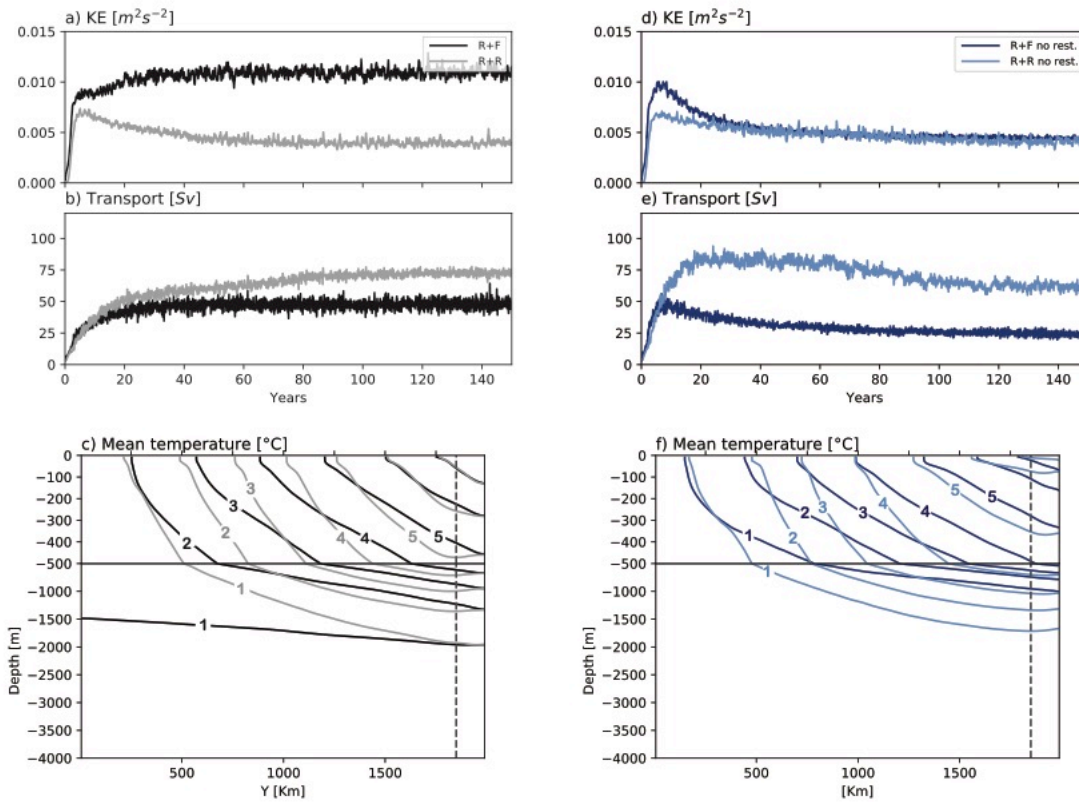 a) KE [m²s⁻²]
0.015
0.010
0.005
0.000
R+F
R+R
b) Transport [Sv]
100
75
50
25
0
0 20 40 60 80 100 120 140
Years
c) Mean temperature [°C]
0
−100
−200
−300
−400
−500
−1000
−1500
−2000
−2500
−3000
−3500
−4000
Depth [m]
2 3 4 5
1
3
2 4 5
1
500 1000 1500
Y [Km]
d) KE [m²s⁻²]
0.015
0.010
0.005
0.000
R+F no rest.
R+R no rest.
e) Transport [Sv]
100
75
50
25
0
0 20 40 60 80 100 120 140
Years
f) Mean temperature [°C]
0
−100
−200
−300
−400
−500
−1000
−1500
−2000
−2500
−3000
−3500
−4000
Depth [m]
1 2 3 4 5
1 2 3 4 5
500 1000 1500
[Km]